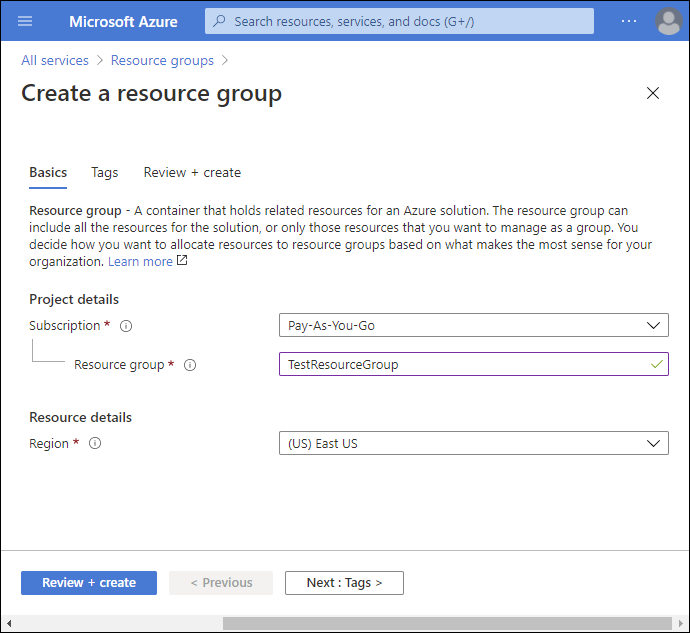 Microsoft Azure
Search resources, services, and docs (G+/)
All services > Resource groups >
Create a resource group
Basics
Tags
Review + create
Resource group - A container that holds related resources for an Azure solution. The resource group can
include all the resources for the solution, or only those resources that you want to manage as a group. You
decide how you want to allocate resources to resource groups based on what makes the most sense for your
organization. Learn more
Project details
Subscription *
Pay-As-You-Go
Resource group *
TestResourceGroup
Resource details
Region *
(US) East US
Review + create
< Previous
Next : Tags >